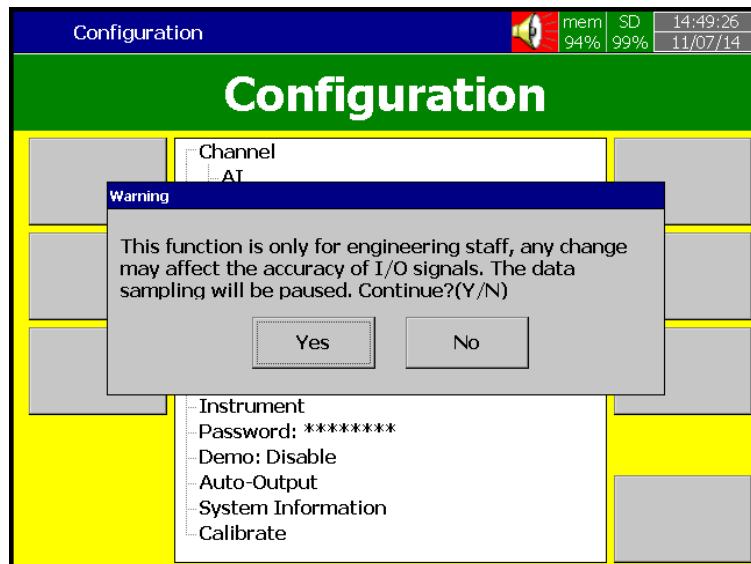 Configuration
mem SD 14:49:26
94% 99% 11/07/14
Configuration
Channel
AI
Warning
This function is only for engineering staff, any change
may affect the accuracy of I/O signals. The data
sampling will be paused. Continue?(Y/N)
Yes No
Instrument
Password: ********
Demo: Disable
Auto-Output
System Information
Calibrate